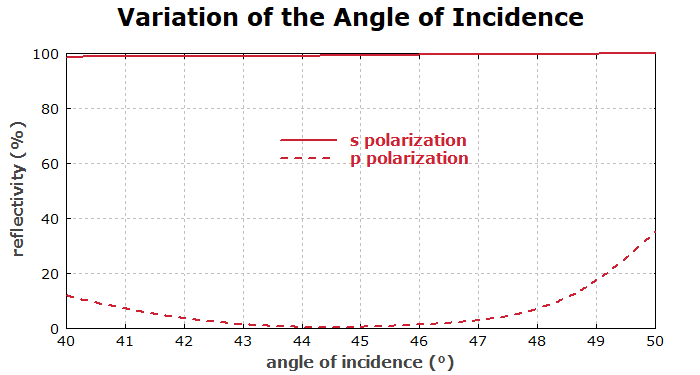 Variation of the Angle of Incidence
100
80
60
40
20
0
reflectivity (%)
s polarization
p polarization
40 41 42 43 44 45 46 47 48 49 50
angle of incidence (°)